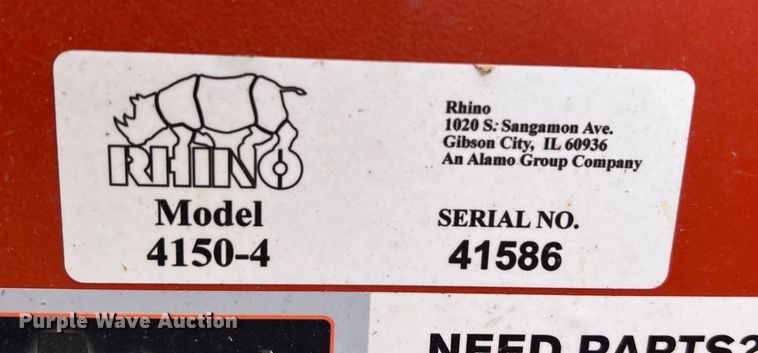 RHINO
Model
4150-4
Rhino
1020 S. Sangamon Ave.
Gibson City, IL 60936
An Alamo Group Company
SERIAL NO.
41586
NEED PARTS?
Purple Wave Auction